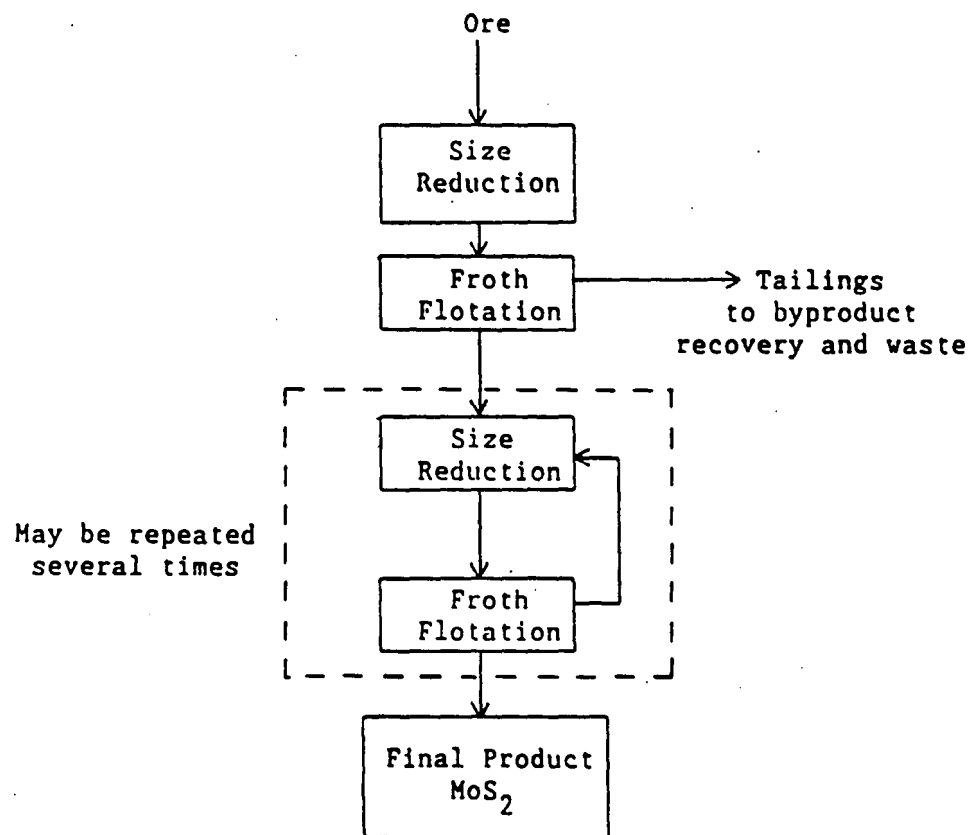 Ore
Size
Reduction
Froth
Flotation
Tailings
to byproduct
recovery and waste
Size
Reduction
May be repeated
several times
Froth
Flotation
Final Product
MoS2